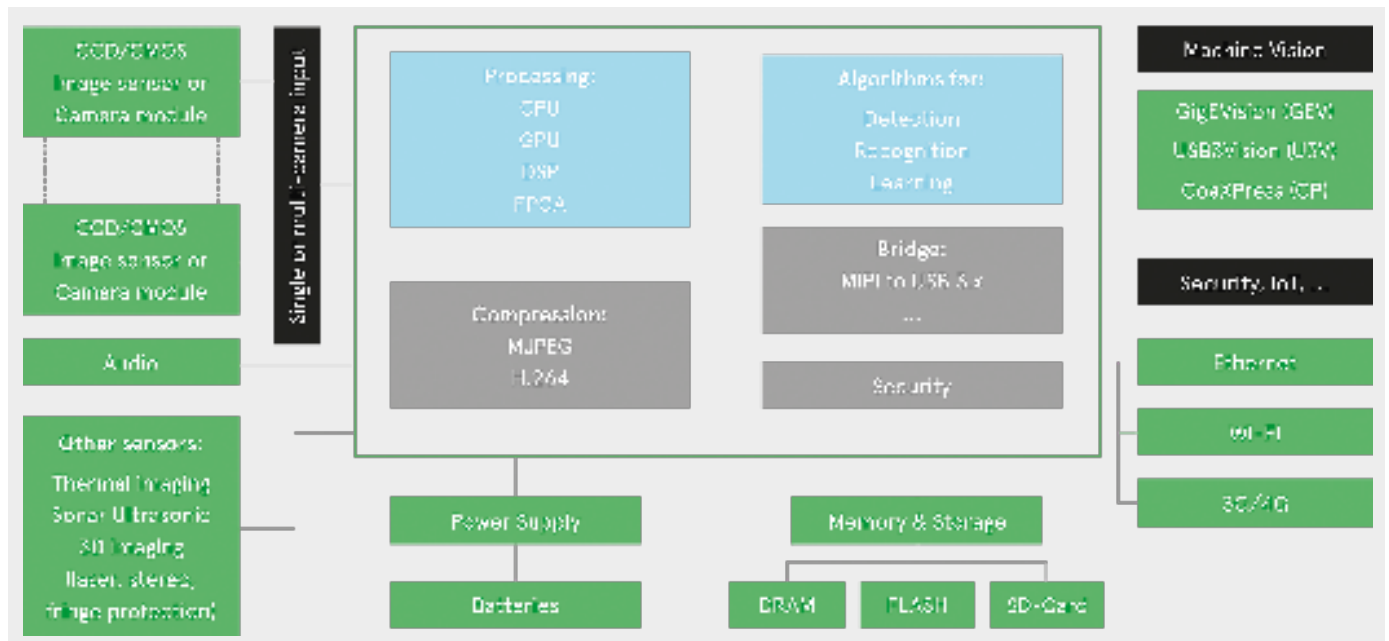 CCD/CMOS
Image sensor or
Camera module
CCD/CMOS
Image sensor or
Camera module
Audio
Other sensors:
Thermal Imaging
Sonar Ultrasonic
3D Imaging
(laser, stereo,
fringe protection)
Single or multi-camera input
Processing:
CPU
GPU
DSP
FPGA
Compression:
MJPEG
H.264
Algorithms for:
Detection
Recognition
Learning
Bridge:
MIPI to USB 3.x
...
Security
Power Supply
Batteries
Memory & Storage
DRAM
FLASH
SD-Card
Machine Vision
GigEVision (GEV)
USB3Vision (U3V)
CoaXPress (CP)
Security, IoT, ...
Ethernet
Wi-Fi
3G/4G